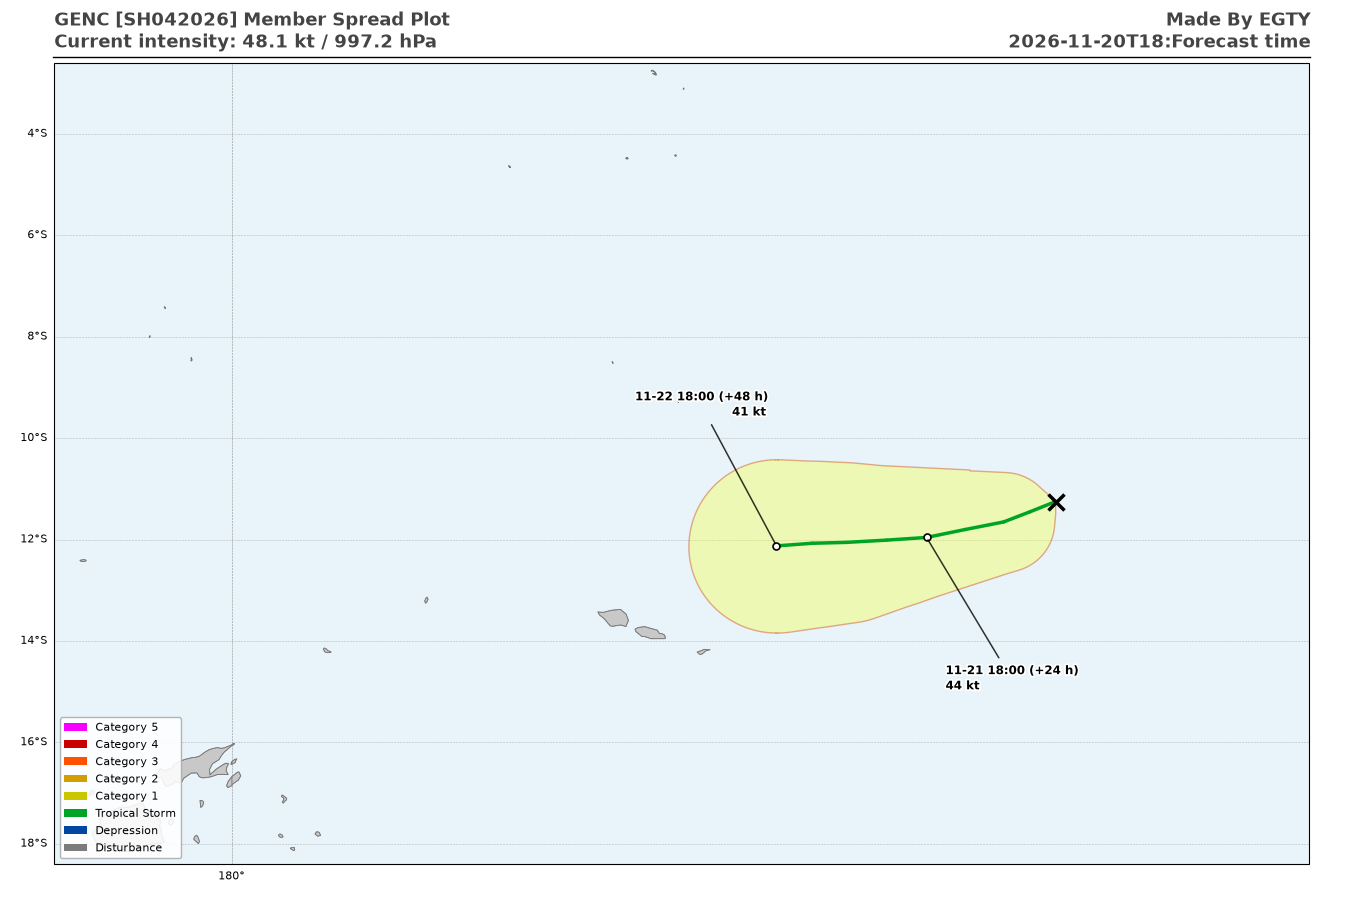 GENC [SH042026] Member Spread Plot
Made By EGTY
Current intensity: 48.1 kt / 997.2 hPa
2026-11-20T18:Forecast time
4°S
6°S
8°S
11-22 18:00 (+48 h)
41 kt
10°S
12°S
14°S
11-21 18:00 (+24 h)
44 kt
16°S
18°S
Category 5
Category 4
Category 3
Category 2
Category 1
Tropical Storm
Depression
Disturbance
180°